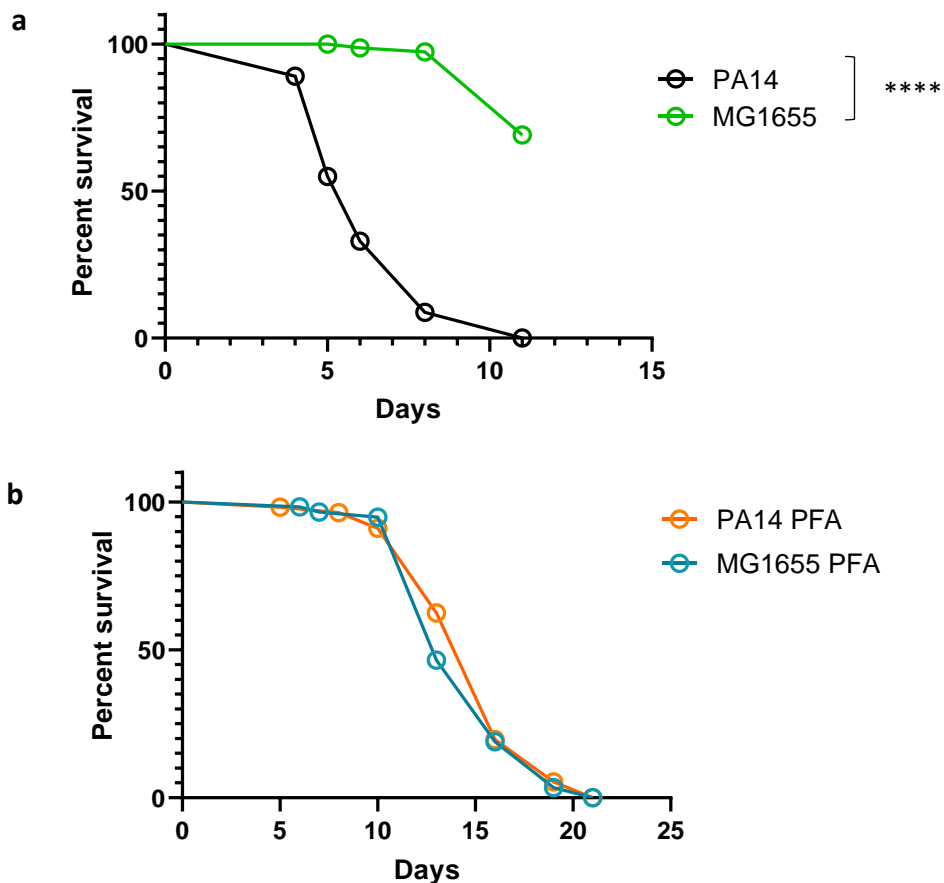 a
Percent survival
100
50
0
0 5 10 15
Days
PA14
MG1655
****
b
Percent survival
100
50
0
0 5 10 15 20 25
Days
PA14 PFA
MG1655 PFA